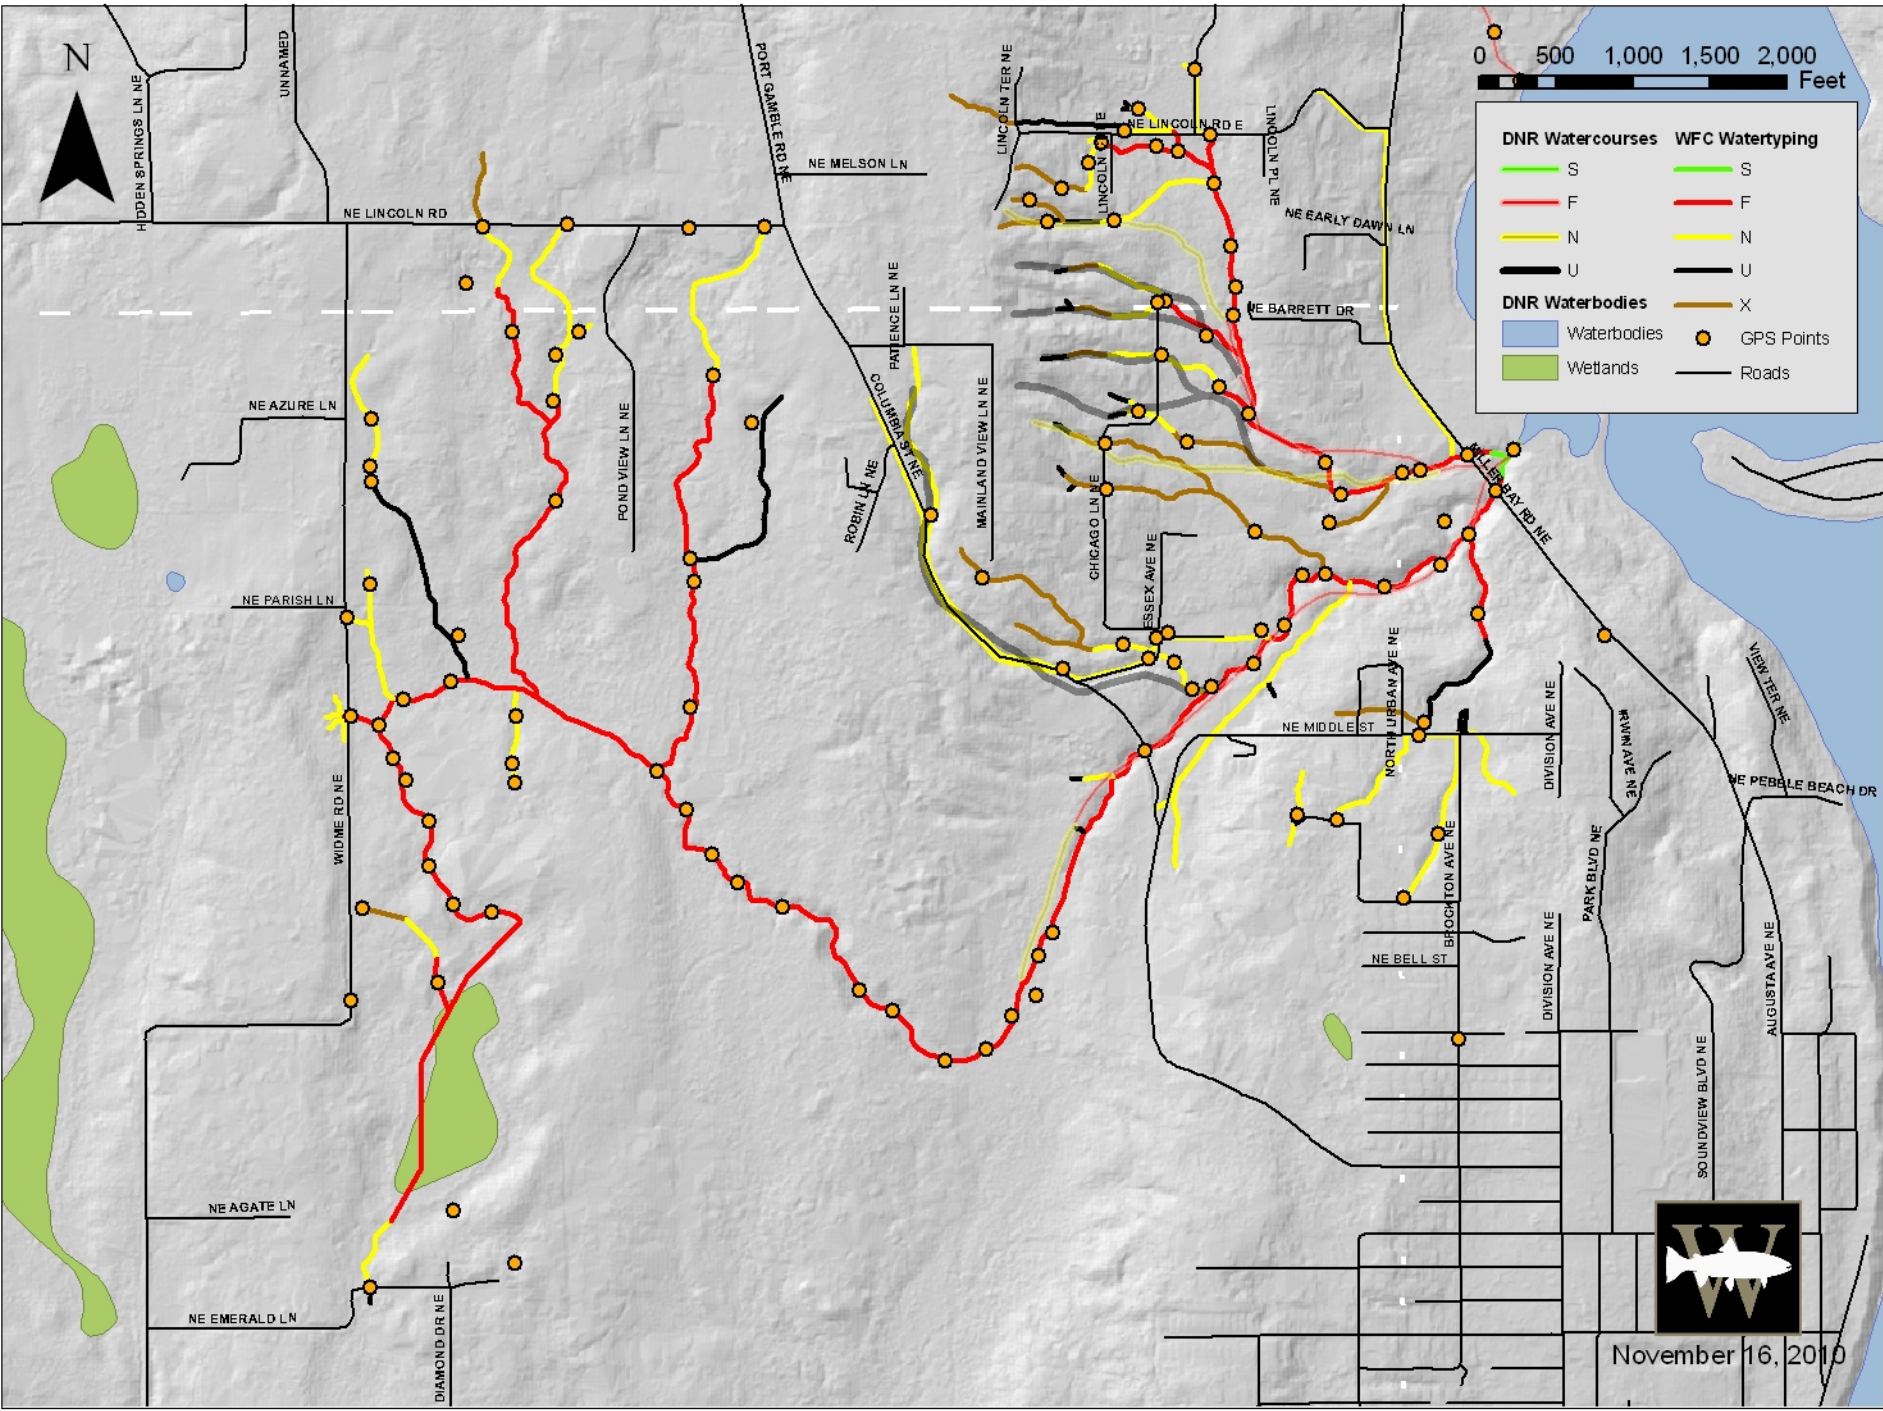 N
HIDDEN SPRINGS LN NE
UNNAMED
PORT GAMBLE RD NE
NE MELSON LN
NE LINCOLN RD
LINCOLN TER NE
NE LINCOLN RD E
LINCOLN PL NE
NE EARLY DAWN LN
NE BARRETT DR
0 500 1,000 1,500 2,000
Feet
DNR Watercourses
S
F
N
U
DNR Waterbodies
Waterbodies
Wetlands
WFC Watertyping
S
F
N
U
X
GPS Points
Roads
PATIENCE LN NE
COLUMBIA ST NE
MAINLAND VIEW LN NE
ROBIN LN NE
POND VIEW LN NE
NE AZURE LN
NE PARISH LN
CHICAGO LN NE
ESSEX AVE NE
MILLER BAY RD NE
NORTH URBAN AVE NE
NE MIDDLE ST
DIVISION AVE NE
IRWIN AVE NE
VIEW TER NE
NE PEBBLE BEACH DR
WIDME RD NE
BROCKTON AVE NE
PARK BLVD NE
NE BELL ST
DIVISION AVE NE
AUGUSTA AVE NE
SOUNDVIEW BLVD NE
NE AGATE LN
NE EMERALD LN
DIAMOND DR NE
W
W
November 16, 2010